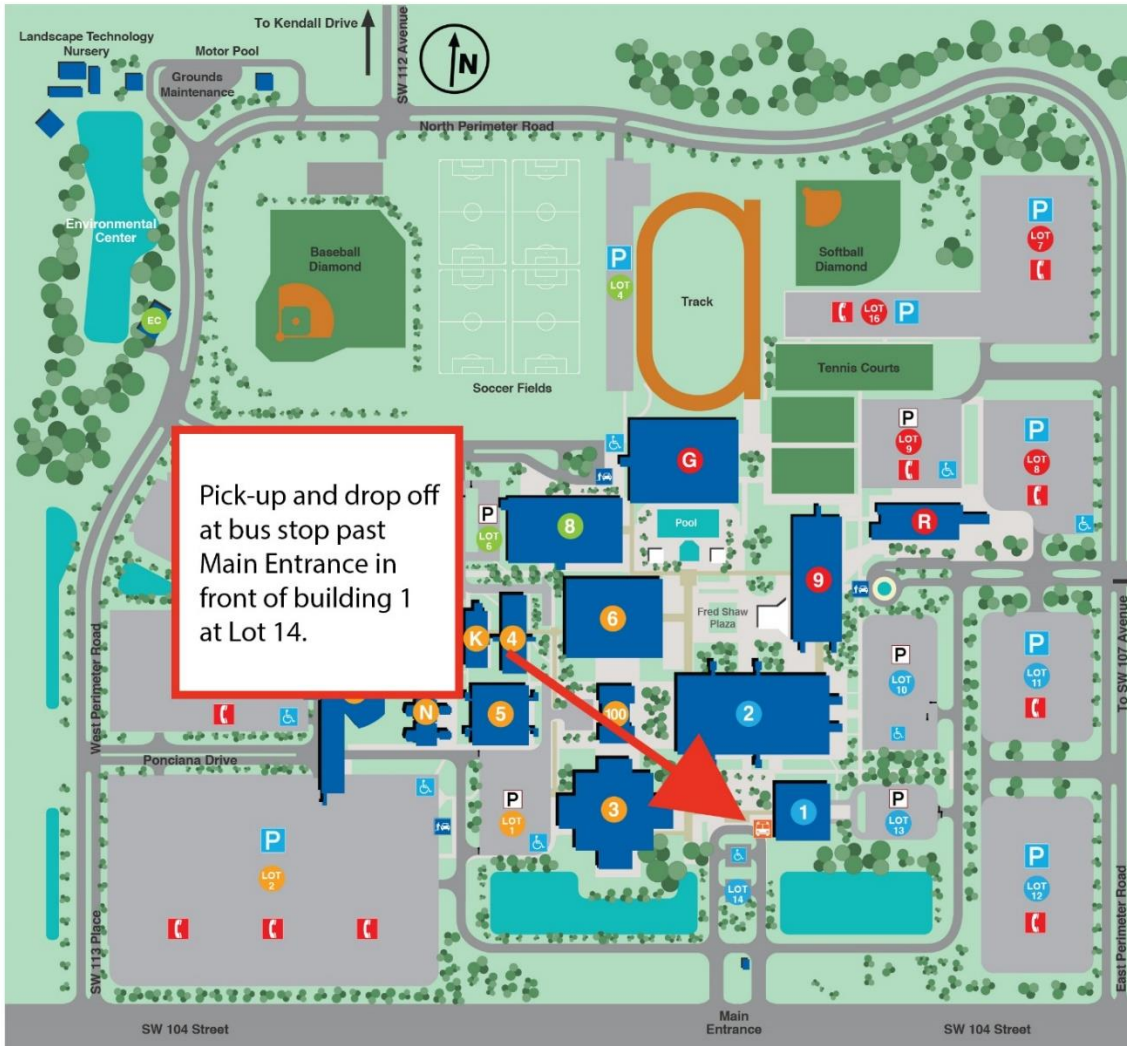 To Kendall Drive
SW 112 Avenue
N
Landscape Technology
Nursery
Motor Pool
Grounds
Maintenance
North Perimeter Road
Environmental
Center
EC
Baseball
Diamond
Soccer Fields
P
LOT
4
Track
Softball
Diamond
P
LOT
7
LOT
16
P
Tennis Courts
P
LOT
9
P
LOT
8
G
R
Pool
8
P
LOT
6
9
Pick-up and drop off
at bus stop past
Main Entrance in
front of building 1
at Lot 14.
K
4
6
Fred Shaw
Plaza
P
LOT
10
P
LOT
11
To SW 107 Avenue
West Perimeter Road
N
5
100
2
Ponciana Drive
P
LOT
1
3
1
P
LOT
13
P
LOT
2
LOT
14
P
LOT
12
SW 113 Place
East Perimeter Road
Main
Entrance
SW 104 Street
SW 104 Street